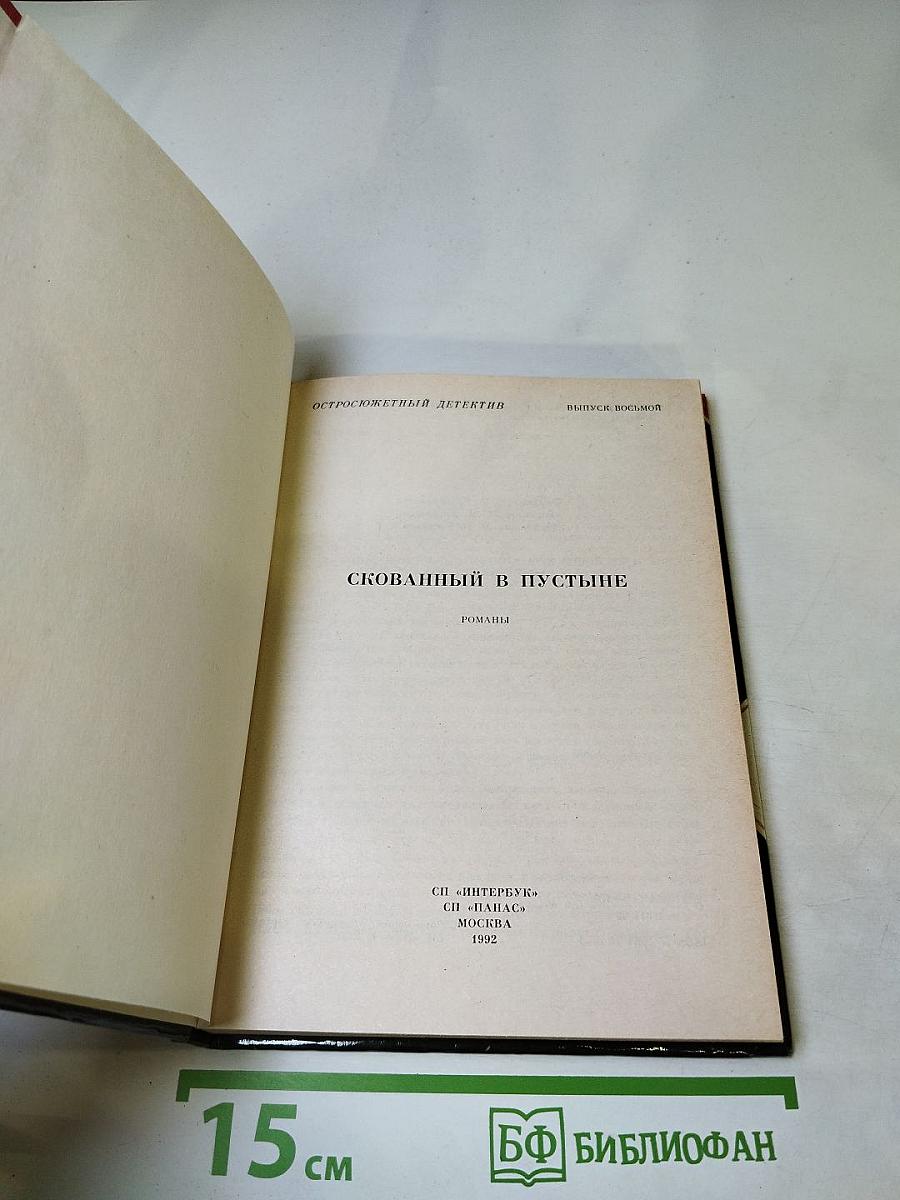 ОСТРОСЮЖЕТНЫЙ ДЕТЕКТИВ ВЫПУСК ВОСЬМОЙ
СКОВАННЫЙ В ПУСТЫНЕ
РОМАНЫ
СП «ИНТЕРБУК»
СП «ПАНАС»
МОСКВА
1992
15 СМ
БФ БИБЛИОФАН